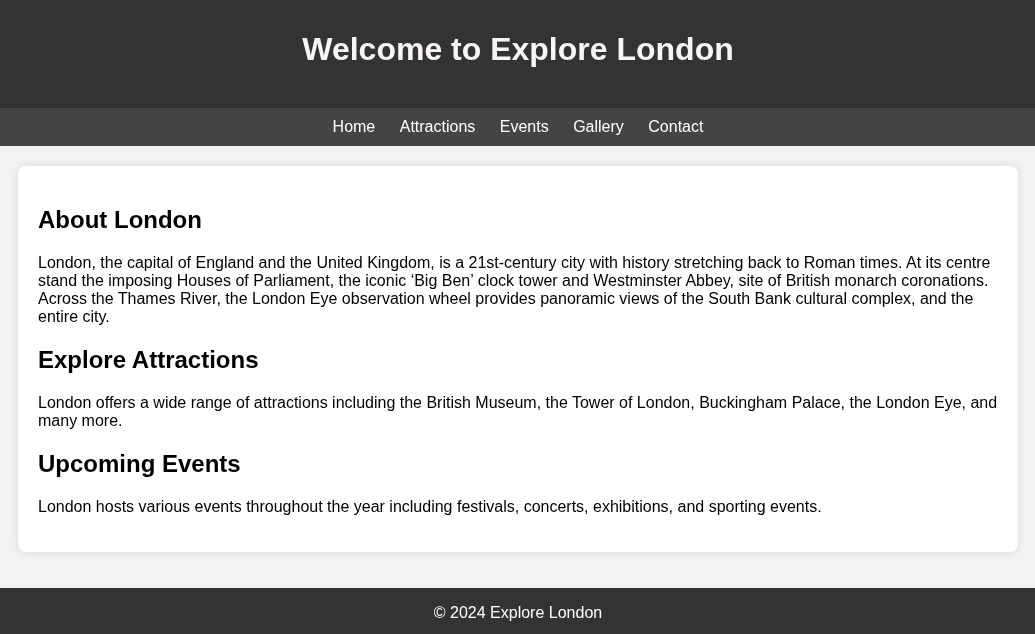 Welcome to Explore London
Home Attractions Events Gallery Contact
About London
London, the capital of England and the United Kingdom, is a 21st-century city with history stretching back to Roman times. At its centre
stand the imposing Houses of Parliament, the iconic ‘Big Ben’ clock tower and Westminster Abbey, site of British monarch coronations.
Across the Thames River, the London Eye observation wheel provides panoramic views of the South Bank cultural complex, and the
entire city.
Explore Attractions
London offers a wide range of attractions including the British Museum, the Tower of London, Buckingham Palace, the London Eye, and
many more.
Upcoming Events
London hosts various events throughout the year including festivals, concerts, exhibitions, and sporting events.
© 2024 Explore London